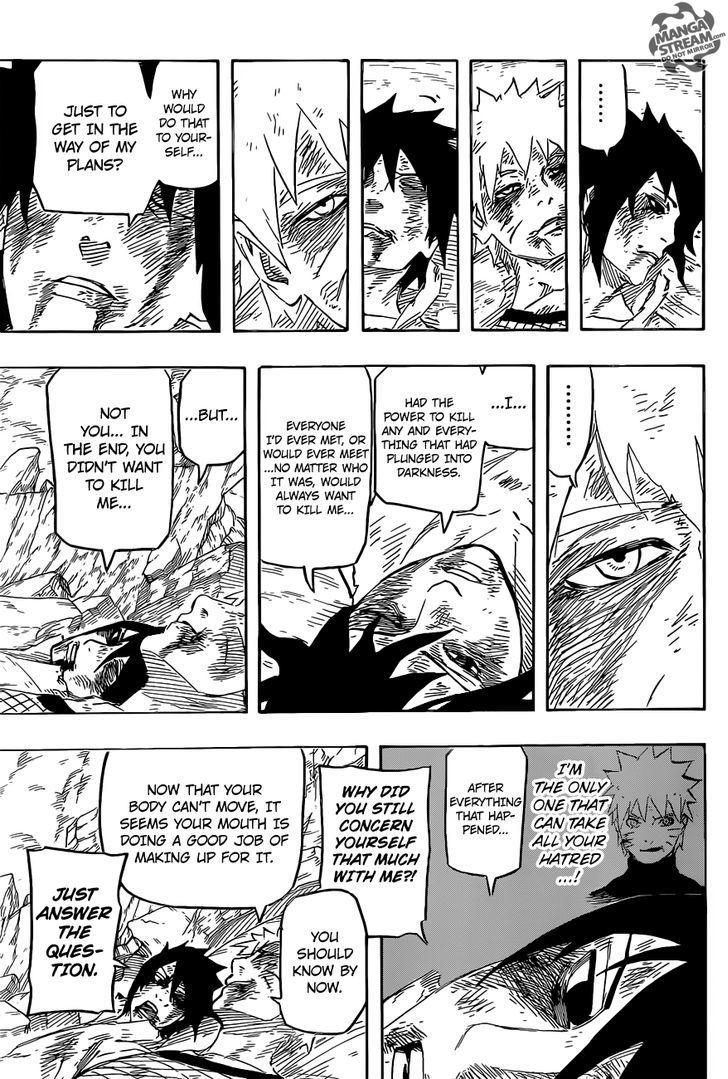 MANGA
STREAM.com
DO NOT MIRROR
........
WHY
WOULD
DO THAT
TO YOUR-
SELF...
JUST TO
GET IN THE
WAY OF MY
PLANS?
........
...I...
HAD THE
POWER TO KILL
ANY AND EVERY-
THING THAT HAD
PLUNGED INTO
DARKNESS.
EVERYONE
I'D EVER MET, OR
WOULD EVER MEET
...NO MATTER WHO
IT WAS, WOULD
ALWAYS WANT
TO KILL ME...
...BUT...
NOT
YOU... IN
THE END, YOU
DIDN'T WANT
TO KILL
ME...
I'M
THE ONLY
ONE THAT
CAN TAKE
ALL YOUR
HATRED
...!
AFTER
EVERYTHING
THAT HAP-
PENED...
WHY DID
YOU STILL
CONCERN
YOURSELF
THAT MUCH
WITH ME?!
YOU
SHOULD
KNOW BY
NOW.
NOW THAT YOUR
BODY CAN'T MOVE, IT
SEEMS YOUR MOUTH IS
DOING A GOOD JOB OF
MAKING UP FOR IT.
JUST
ANSWER
THE
QUES-
TION.